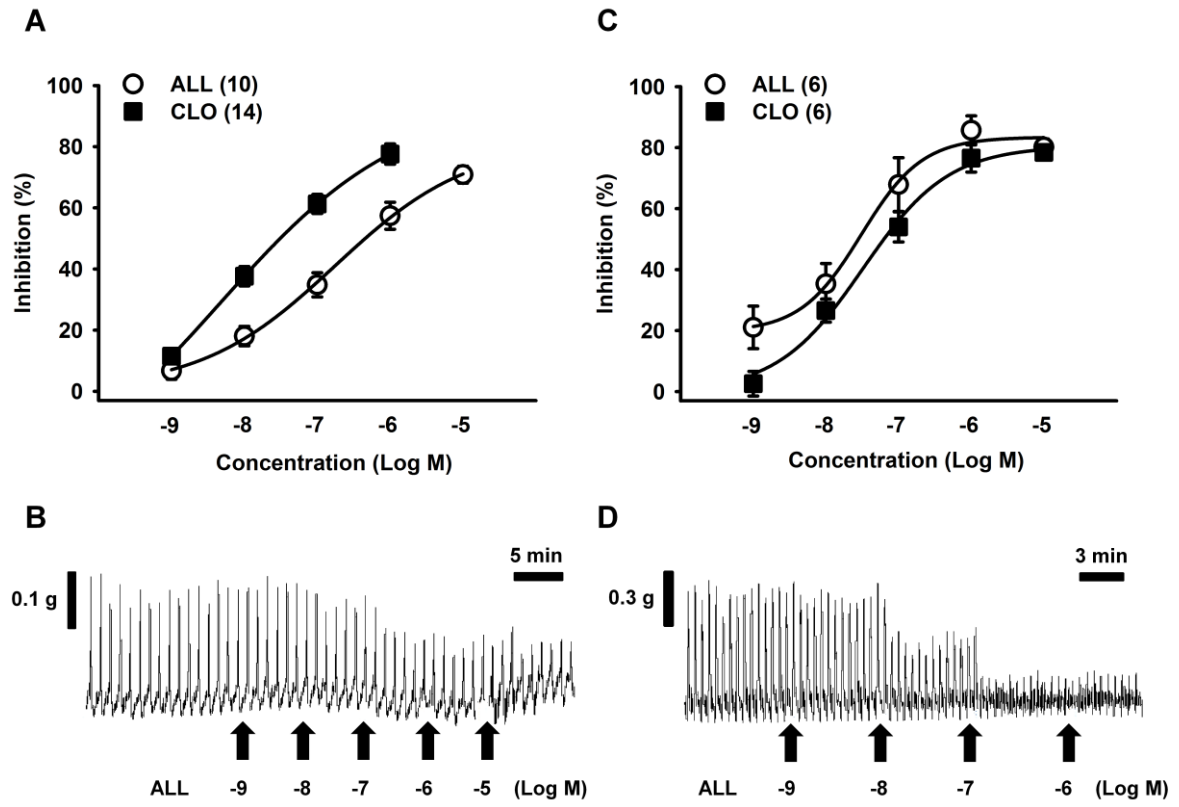 A
100
80
60
40
20
0
Inhibition (%)
ALL (10)
CLO (14)
-9 -8 -7 -6 -5
Concentration (Log M)
C
100
80
60
40
20
0
Inhibition (%)
ALL (6)
CLO (6)
-9 -8 -7 -6 -5
Concentration (Log M)
B
5 min
0.1 g
ALL -9 -8 -7 -6 -5 (Log M)
D
3 min
0.3 g
ALL -9 -8 -7 -6 (Log M)